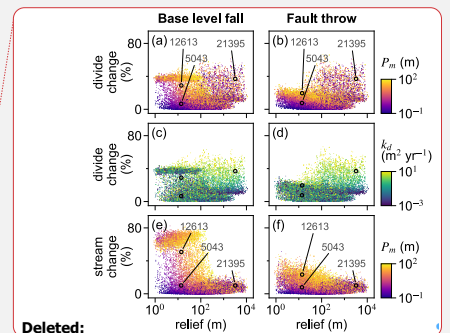 Base level fall Fault throw
(a) 12613 5043 21395
(b) 12613 5043 21395
divide change (%)
80
40
0
P_m (m)
10^2
10^-1
(c)
(d)
divide change (%)
80
40
0
k_d (m^2 yr^-1)
10^1
10^-3
(e) 12613 5043 21395
(f) 12613 5043 21395
stream change (%)
80
0
P_m (m)
10^2
10^-1
10^0 10^2 10^4 10^0 10^2 10^4
relief (m) relief (m)
Deleted: